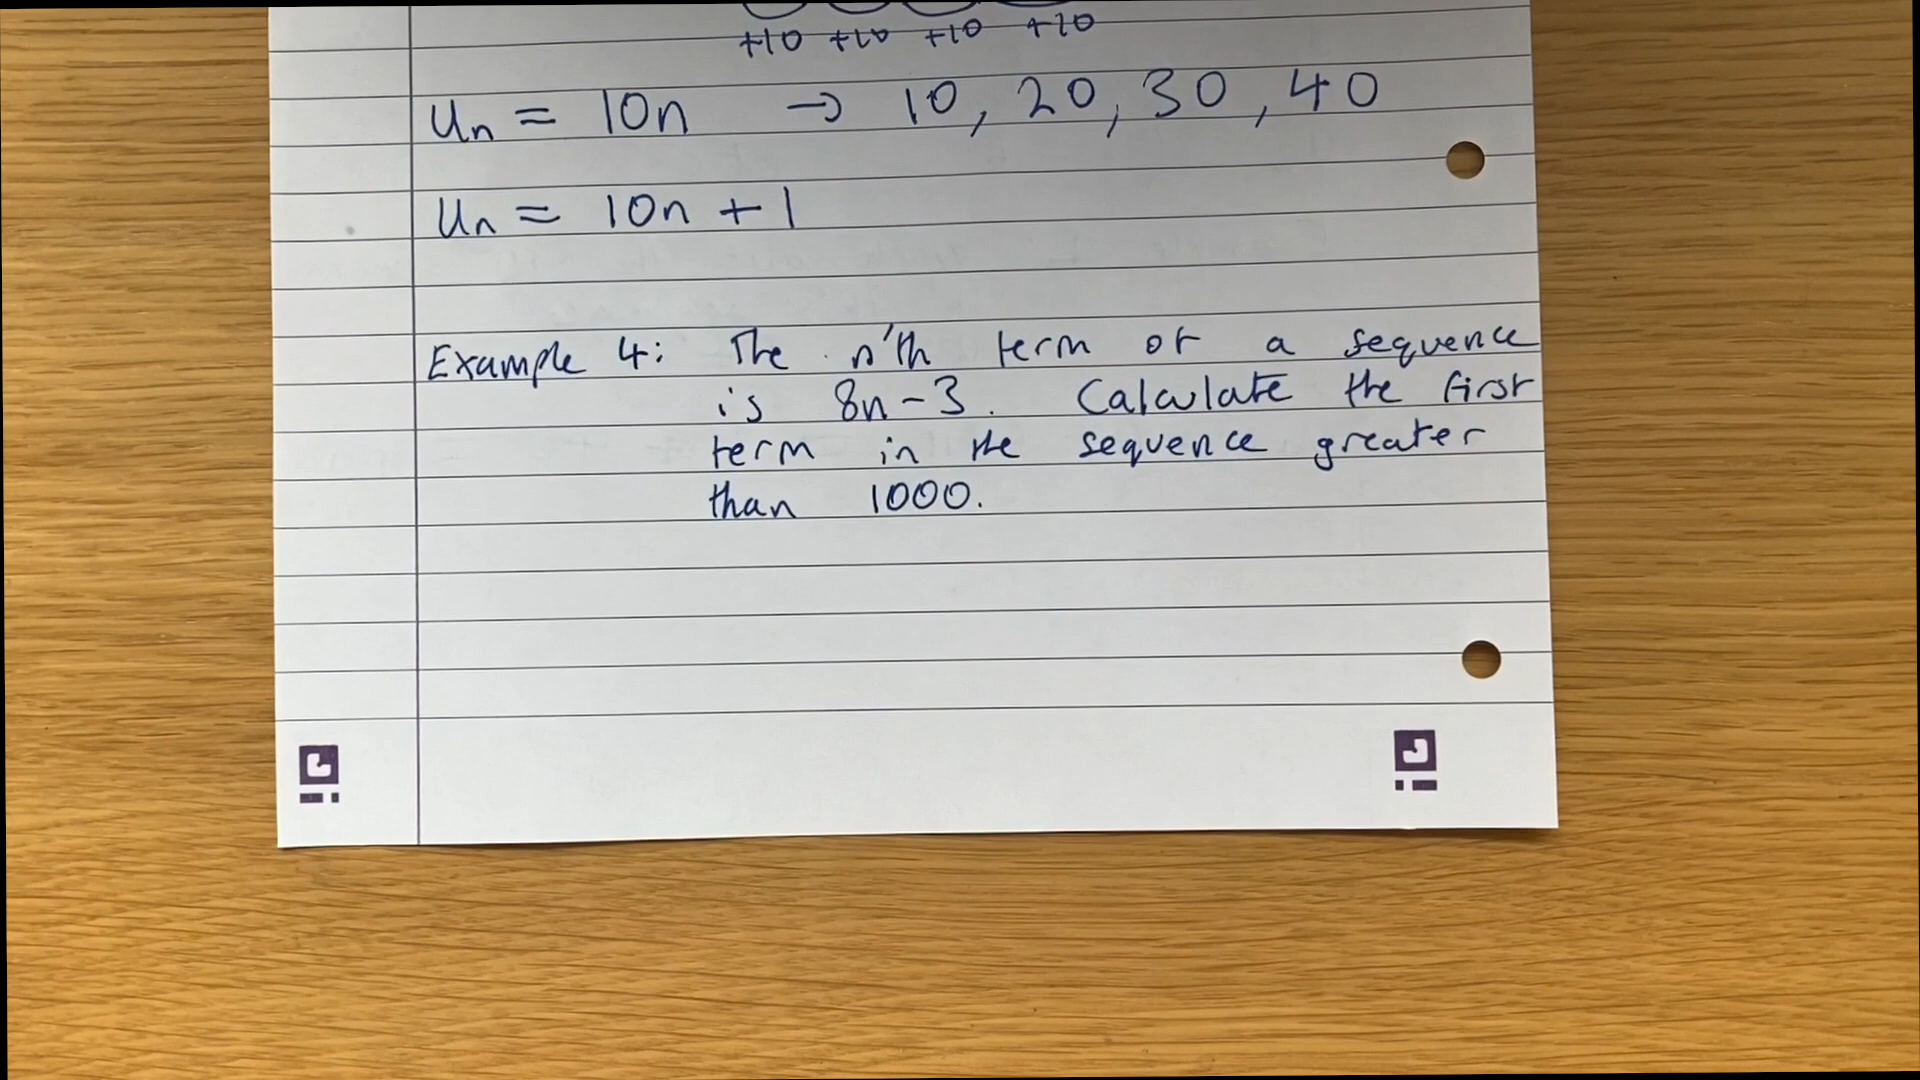 +10 +10 +10 +10
Un = 10n → 10, 20, 30, 40
Un = 10n + 1
Example 4: The n'th term of a sequence
is 8n - 3. Calculate the first
term in the sequence greater
than 1000.